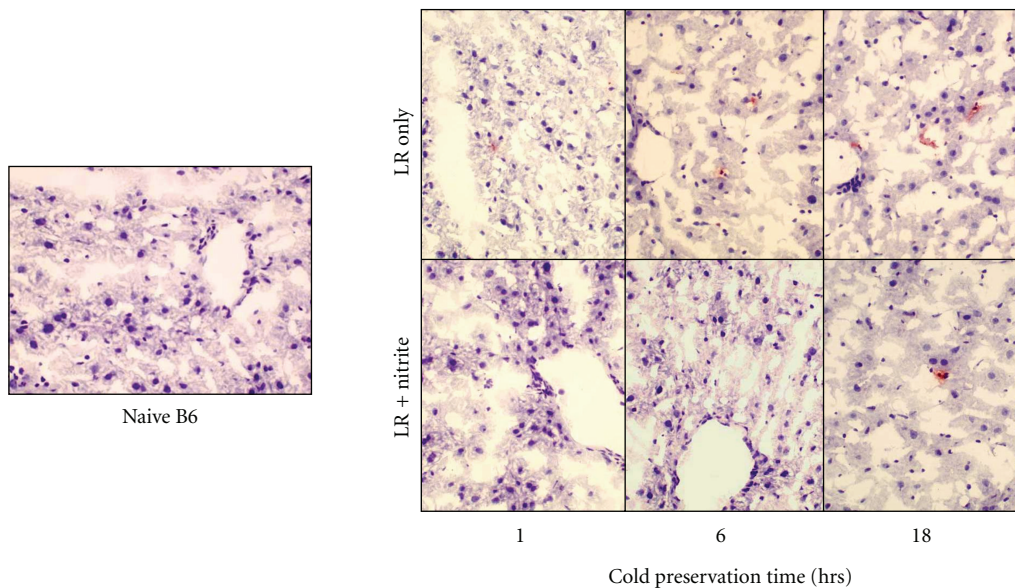 Naive B6
LR only
LR + nitrite
1
6
18
Cold preservation time (hrs)